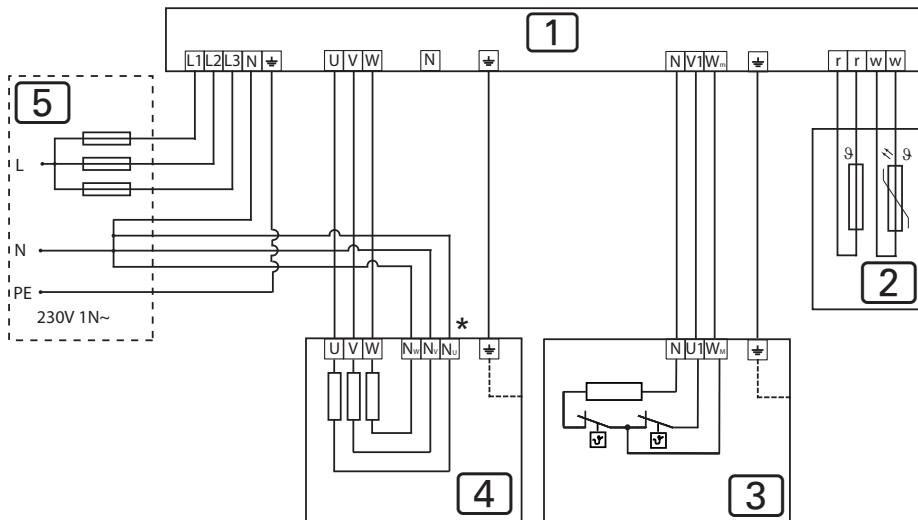 1
L1 L2 L3 N U V W N N V1 Wm r r w w
5
L
ϑ ϑ
N
2
PE
230V 1N~
*
U V W NW NV NU N U1 WM
ϑ ϑ
4 3